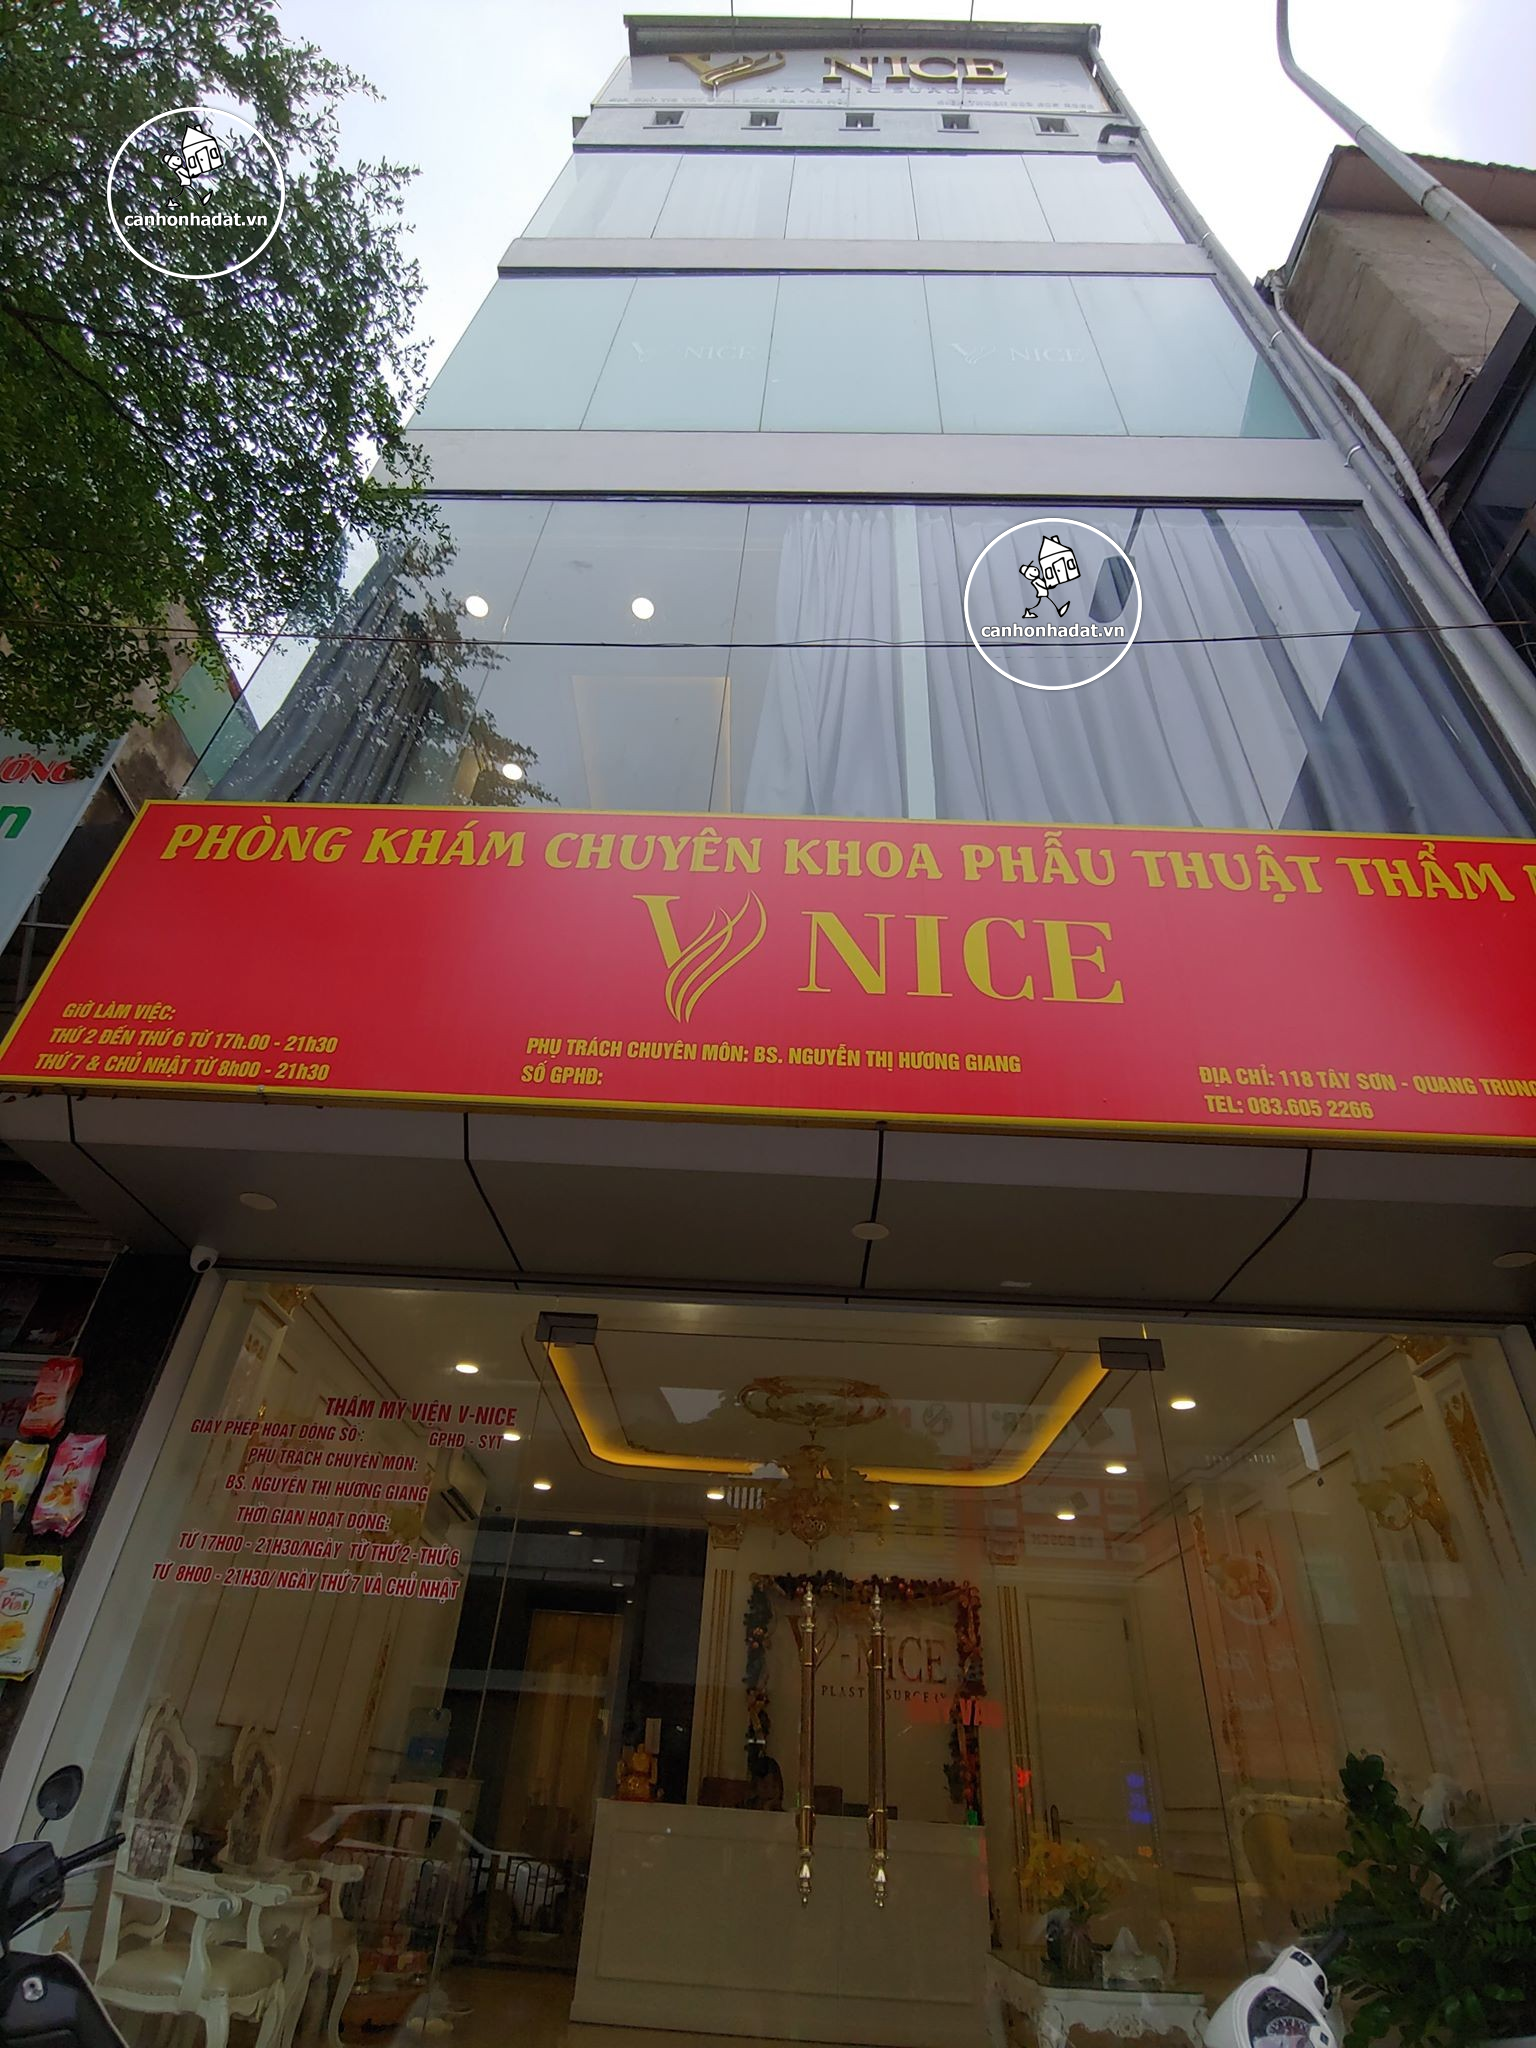 V NICE
PLASTIC SURGERY
canhonhadat.vn
V NICE V NICE
canhonhadat.vn
PHÒNG KHÁM CHUYÊN KHOA PHẪU THUẬT THẨM
V NICE
GIỜ LÀM VIỆC:
THỨ 2 ĐẾN THỨ 6 TỪ 17h.00 - 21h30
THỨ 7 & CHỦ NHẬT TỪ 8h00 - 21h30
PHỤ TRÁCH CHUYÊN MÔN: BS. NGUYỄN THỊ HƯƠNG GIANG
SỐ GPHĐ:
ĐỊA CHỈ: 118 TÂY SƠN - QUANG TRUNG
TEL: 083.605 2266
THẨM MỸ VIỆN V-NICE
GIẤY PHÉP HOẠT ĐỘNG SỐ: GPHĐ - SYT
PHỤ TRÁCH CHUYÊN MÔN:
BS. NGUYỄN THỊ HƯƠNG GIANG
THỜI GIAN HOẠT ĐỘNG:
TỪ 17H00 - 21H30/NGÀY TỪ THỨ 2 - THỨ 6
TỪ 8H00 - 21H30/ NGÀY THỨ 7 VÀ CHỦ NHẬT
V-NICE
PLASTIC SURGERY